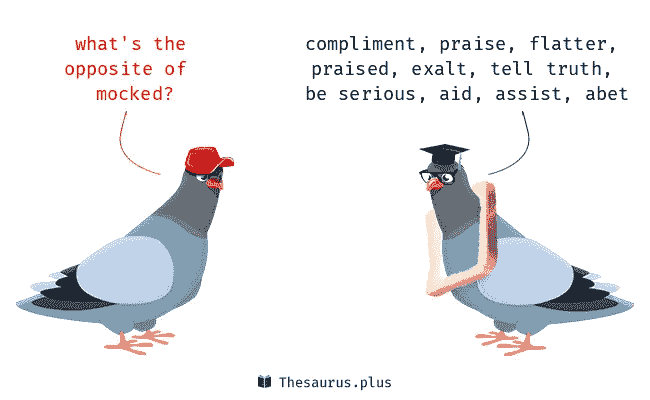 what's the
opposite of
mocked?
compliment, praise, flatter,
praised, exalt, tell truth,
be serious, aid, assist, abet
Thesaurus.plus